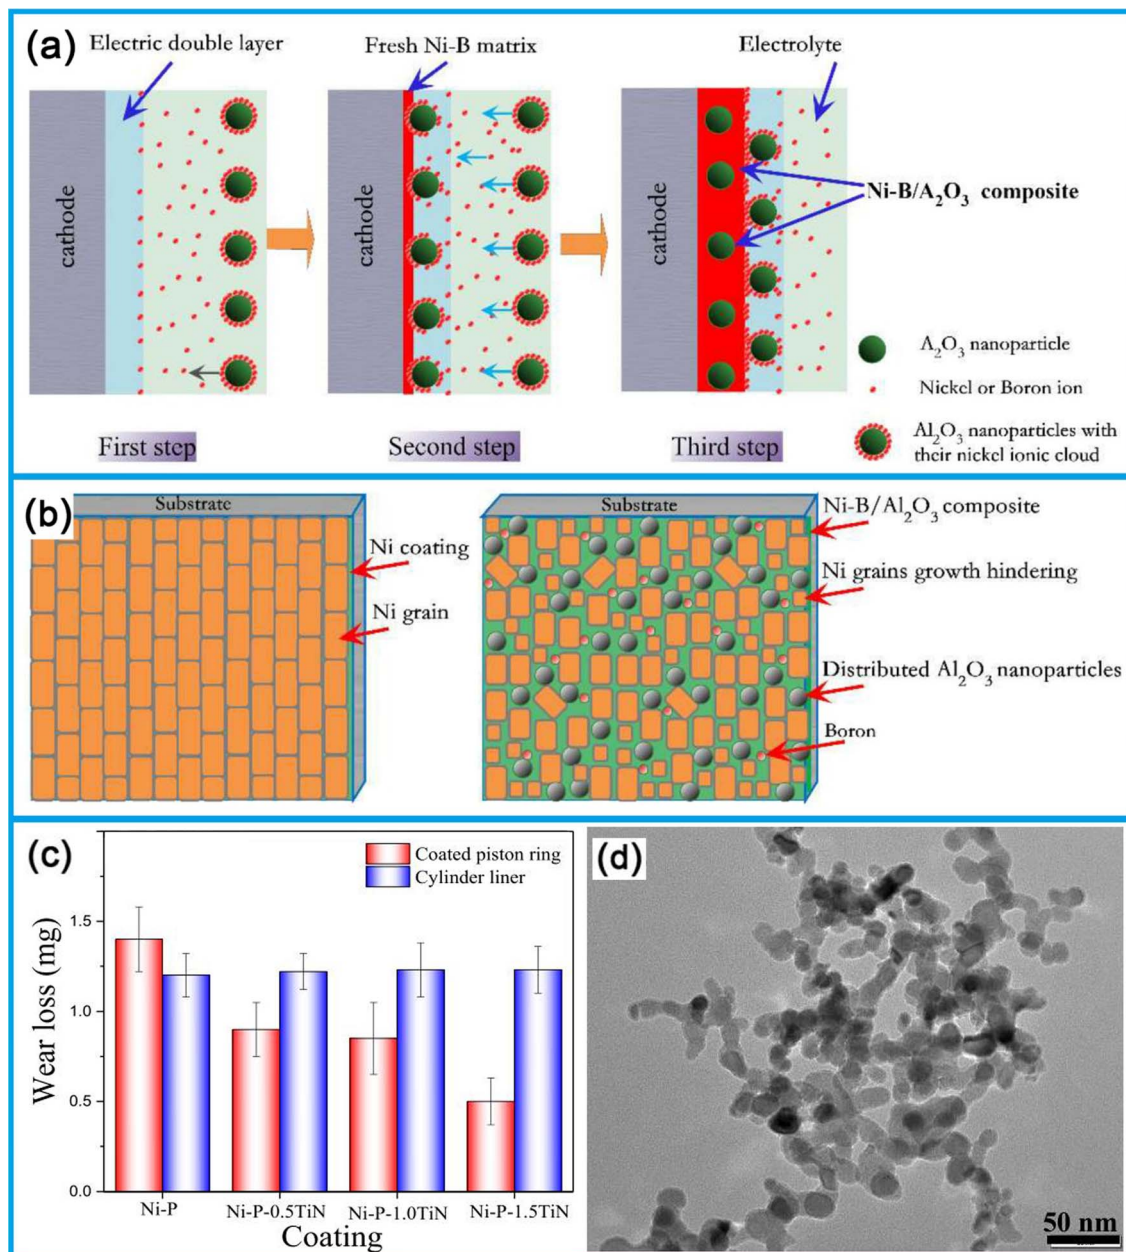 (a)
Electric double layer
Fresh Ni-B matrix
Electrolyte
cathode
cathode
cathode
Ni-B/A₂O₃ composite
A₂O₃ nanoparticle
Nickel or Boron ion
Al₂O₃ nanoparticles with
their nickel ionic cloud
First step
Second step
Third step
(b)
Substrate
Ni coating
Ni grain
Substrate
Ni-B/Al₂O₃ composite
Ni grains growth hindering
Distributed Al₂O₃ nanoparticles
Boron
(c)
Coated piston ring
Cylinder liner
Wear loss (mg)
1.5
1.0
0.5
0.0
Ni-P
Ni-P-0.5TiN
Ni-P-1.0TiN
Ni-P-1.5TiN
Coating
(d)
50 nm